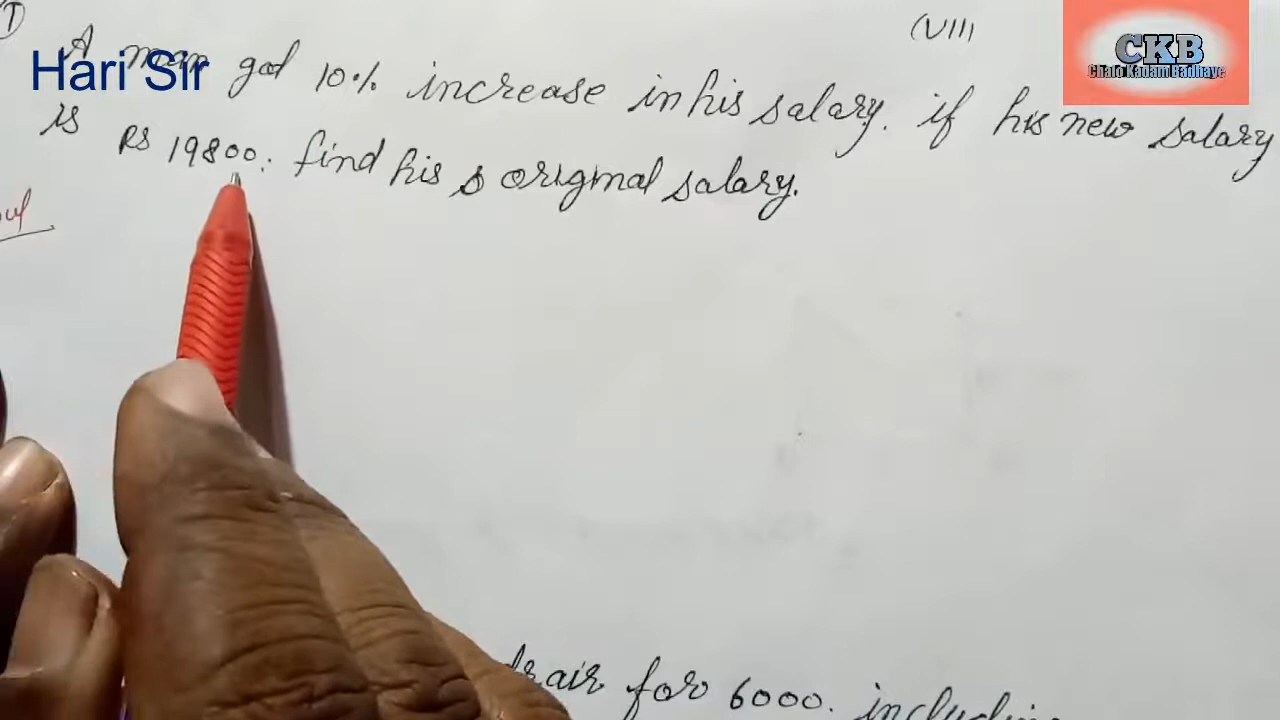 (VIII)
CKB
Chalo Kadam Badhaye
Hari Sir
A man got 10% increase in his salary. if his new salary
is Rs 19800. find his s original salary.
for 6000. including